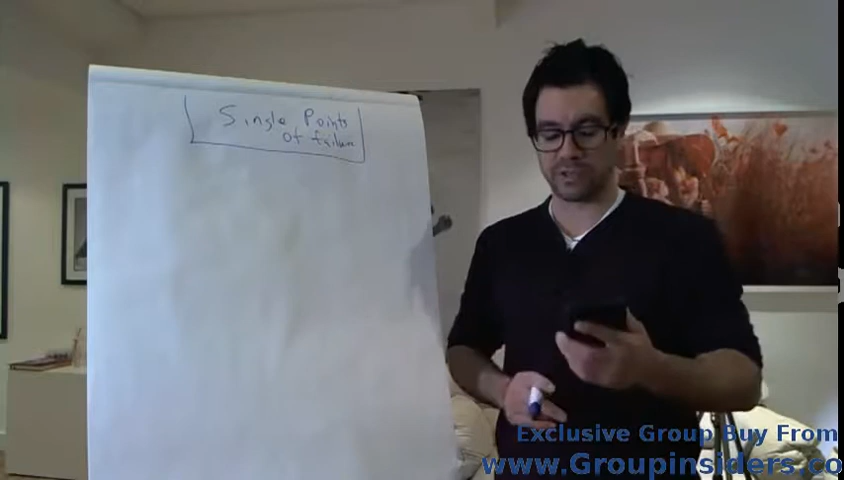 Single Points
of failure
Exclusive Group Buy From
www.Groupinsiders.co